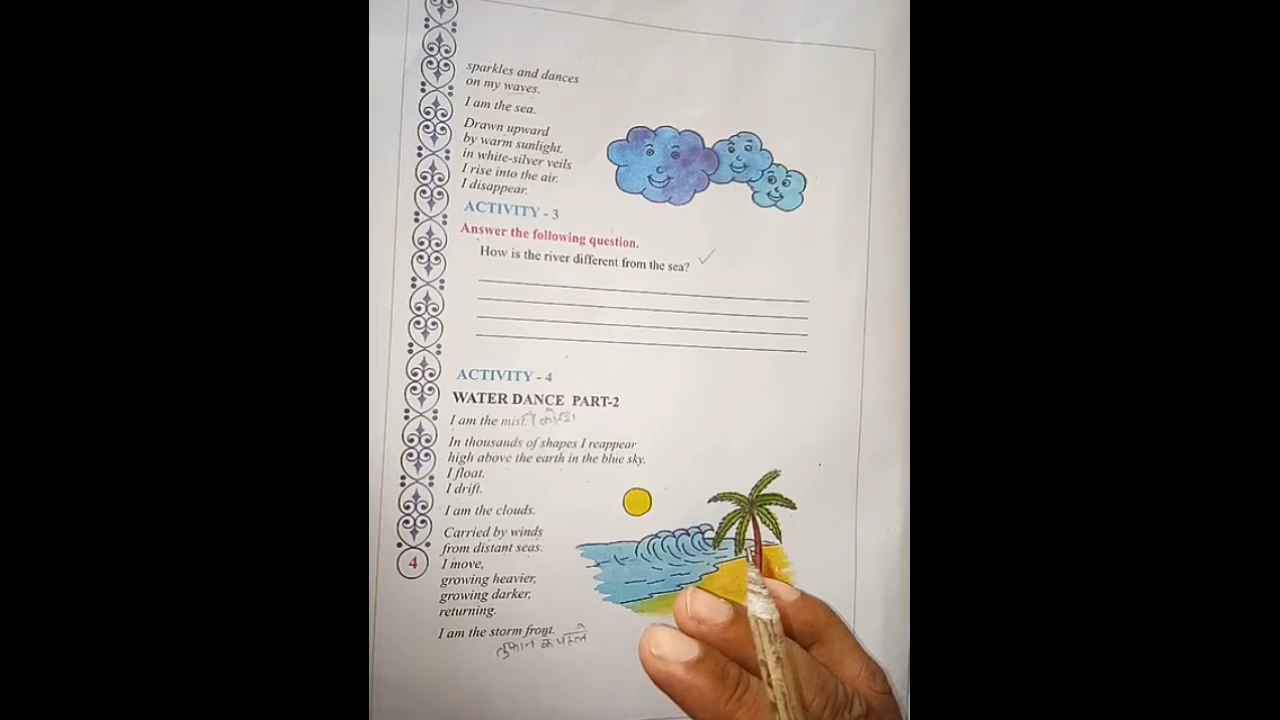 sparkles and dances
on my waves.
I am the sea.
Drawn upward
by warm sunlight,
in white-silver veils
I rise into the air.
I disappear.
ACTIVITY - 3
Answer the following question.
How is the river different from the sea?
ACTIVITY - 4
WATER DANCE PART-2
I am the mist.
In thousands of shapes I reappear
high above the earth in the blue sky.
I float.
I drift.
I am the clouds.
Carried by winds
from distant seas.
I move,
growing heavier,
growing darker,
returning.
4
I am the storm front.
तुफान के पहले